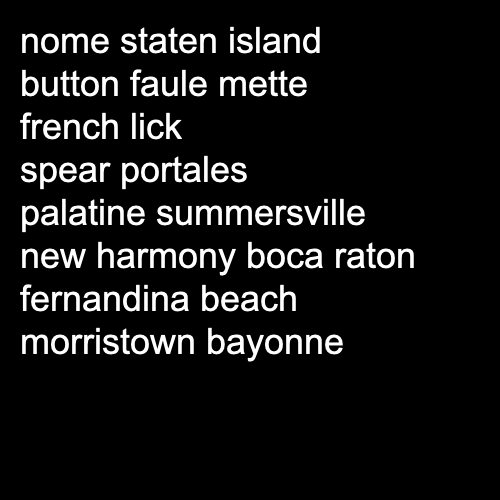 nome staten island
button faule mette
french lick
spear portales
palatine summersville
new harmony boca raton
fernandina beach
morristown bayonne